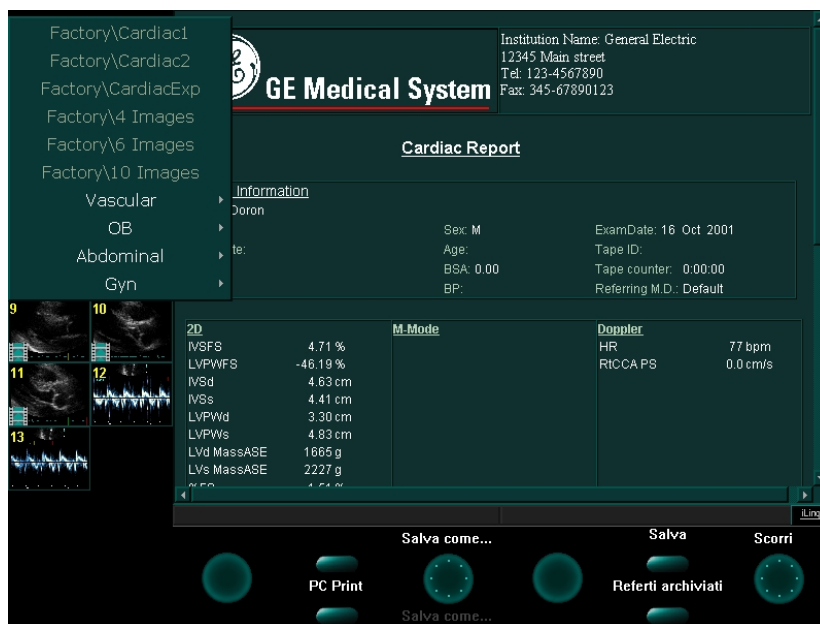 Factory\Cardiac1
Factory\Cardiac2
Factory\CardiacExp
Factory\4 Images
Factory\6 Images
Factory\10 Images
Vascular
OB
Abdominal
Gyn
GE Medical System
Institution Name: General Electric
12345 Main street
Tel: 123-4567890
Fax: 345-67890123
Cardiac Report
Information
Doron
Sex: M
ExamDate: 16 Oct 2001
te:
Age:
Tape ID:
BSA: 0.00
Tape counter: 0:00:00
BP:
Referring M.D.: Default
9
10
11
12
13
2D
IVSFS 4.71 %
LVPWFS -46.19 %
IVSd 4.63 cm
IVSs 4.41 cm
LVPWd 3.30 cm
LVPWs 4.83 cm
LVd MassASE 1665 g
LVs MassASE 2227 g
M-Mode
Doppler
HR 77 bpm
RtCCA PS 0.0 cm/s
iLinq
Salva come...
Salva
Scorri
PC Print
Referti archiviati
Salva come...